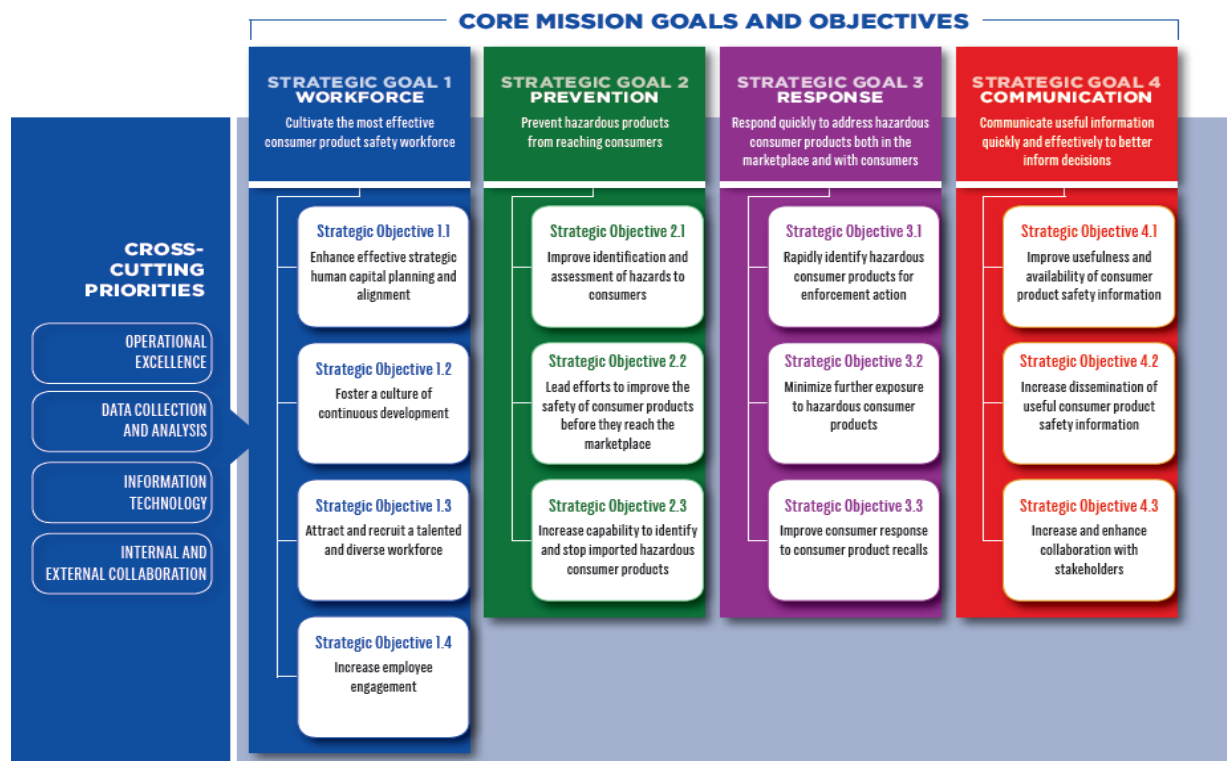 CORE MISSION GOALS AND OBJECTIVES
STRATEGIC GOAL 1
WORKFORCE
Cultivate the most effective
consumer product safety workforce
STRATEGIC GOAL 2
PREVENTION
Prevent hazardous products
from reaching consumers
STRATEGIC GOAL 3
RESPONSE
Respond quickly to address hazardous
consumer products both in the
marketplace and with consumers
STRATEGIC GOAL 4
COMMUNICATION
Communicate useful information
quickly and effectively to better
inform decisions
CROSS-
CUTTING
PRIORITIES
OPERATIONAL
EXCELLENCE
DATA COLLECTION
AND ANALYSIS
INFORMATION
TECHNOLOGY
INTERNAL AND
EXTERNAL COLLABORATION
Strategic Objective 1.1
Enhance effective strategic
human capital planning and
alignment
Strategic Objective 1.2
Foster a culture of
continuous development
Strategic Objective 1.3
Attract and recruit a talented
and diverse workforce
Strategic Objective 1.4
Increase employee
engagement
Strategic Objective 2.1
Improve identification and
assessment of hazards to
consumers
Strategic Objective 2.2
Lead efforts to improve the
safety of consumer products
before they reach the
marketplace
Strategic Objective 2.3
Increase capability to identify
and stop imported hazardous
consumer products
Strategic Objective 3.1
Rapidly identify hazardous
consumer products for
enforcement action
Strategic Objective 3.2
Minimize further exposure
to hazardous consumer
products
Strategic Objective 3.3
Improve consumer response
to consumer product recalls
Strategic Objective 4.1
Improve usefulness and
availability of consumer
product safety information
Strategic Objective 4.2
Increase dissemination of
useful consumer product
safety information
Strategic Objective 4.3
Increase and enhance
collaboration with
stakeholders